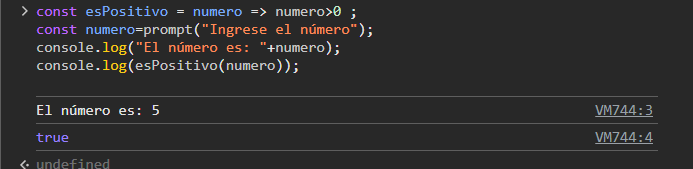 const esPositivo = numero => numero>0 ;
const numero=prompt("Ingrese el número");
console.log("El número es: "+numero);
console.log(esPositivo(numero));
El número es: 5 VM744:3
true VM744:4
undefined